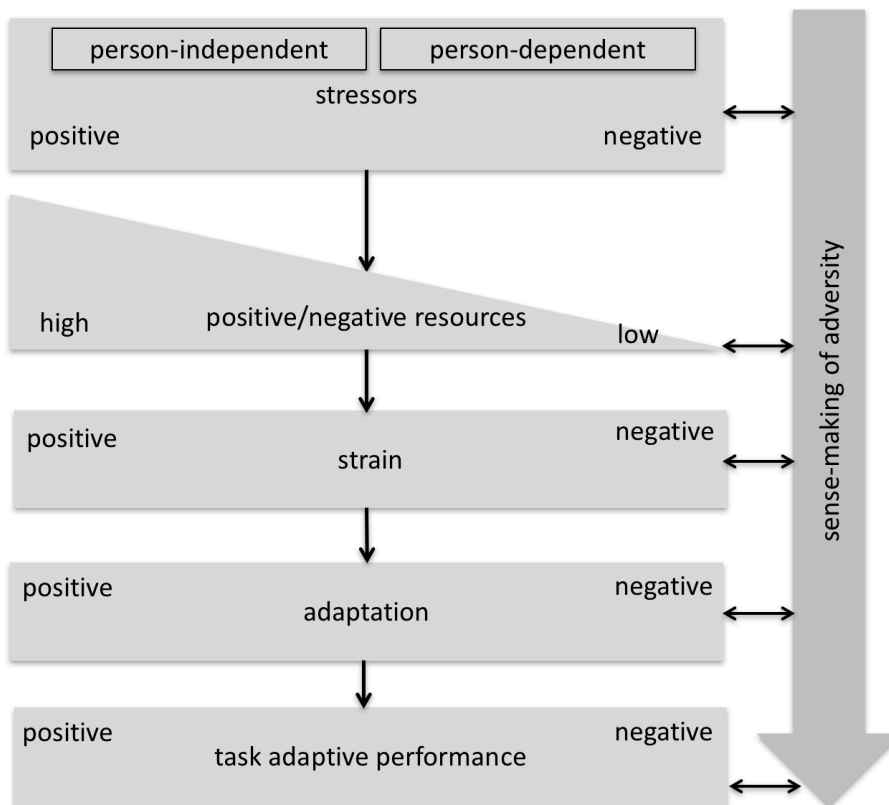 person-independent
person-dependent
stressors
positive
negative
high
positive/negative resources
low
positive
negative
strain
positive
negative
adaptation
positive
negative
task adaptive performance
sense-making of adversity